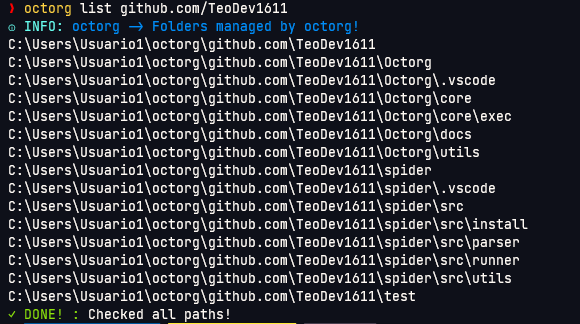 ❯ octorg list github.com/TeoDev1611
⊙ INFO: octorg -> Folders managed by octorg!
C:\Users\Usuario1\octorg\github.com\TeoDev1611
C:\Users\Usuario1\octorg\github.com\TeoDev1611\Octorg
C:\Users\Usuario1\octorg\github.com\TeoDev1611\Octorg\.vscode
C:\Users\Usuario1\octorg\github.com\TeoDev1611\Octorg\core
C:\Users\Usuario1\octorg\github.com\TeoDev1611\Octorg\core\exec
C:\Users\Usuario1\octorg\github.com\TeoDev1611\Octorg\docs
C:\Users\Usuario1\octorg\github.com\TeoDev1611\Octorg\utils
C:\Users\Usuario1\octorg\github.com\TeoDev1611\spider
C:\Users\Usuario1\octorg\github.com\TeoDev1611\spider\.vscode
C:\Users\Usuario1\octorg\github.com\TeoDev1611\spider\src
C:\Users\Usuario1\octorg\github.com\TeoDev1611\spider\src\install
C:\Users\Usuario1\octorg\github.com\TeoDev1611\spider\src\parser
C:\Users\Usuario1\octorg\github.com\TeoDev1611\spider\src\runner
C:\Users\Usuario1\octorg\github.com\TeoDev1611\spider\src\utils
C:\Users\Usuario1\octorg\github.com\TeoDev1611\test
✓ DONE! : Checked all paths!